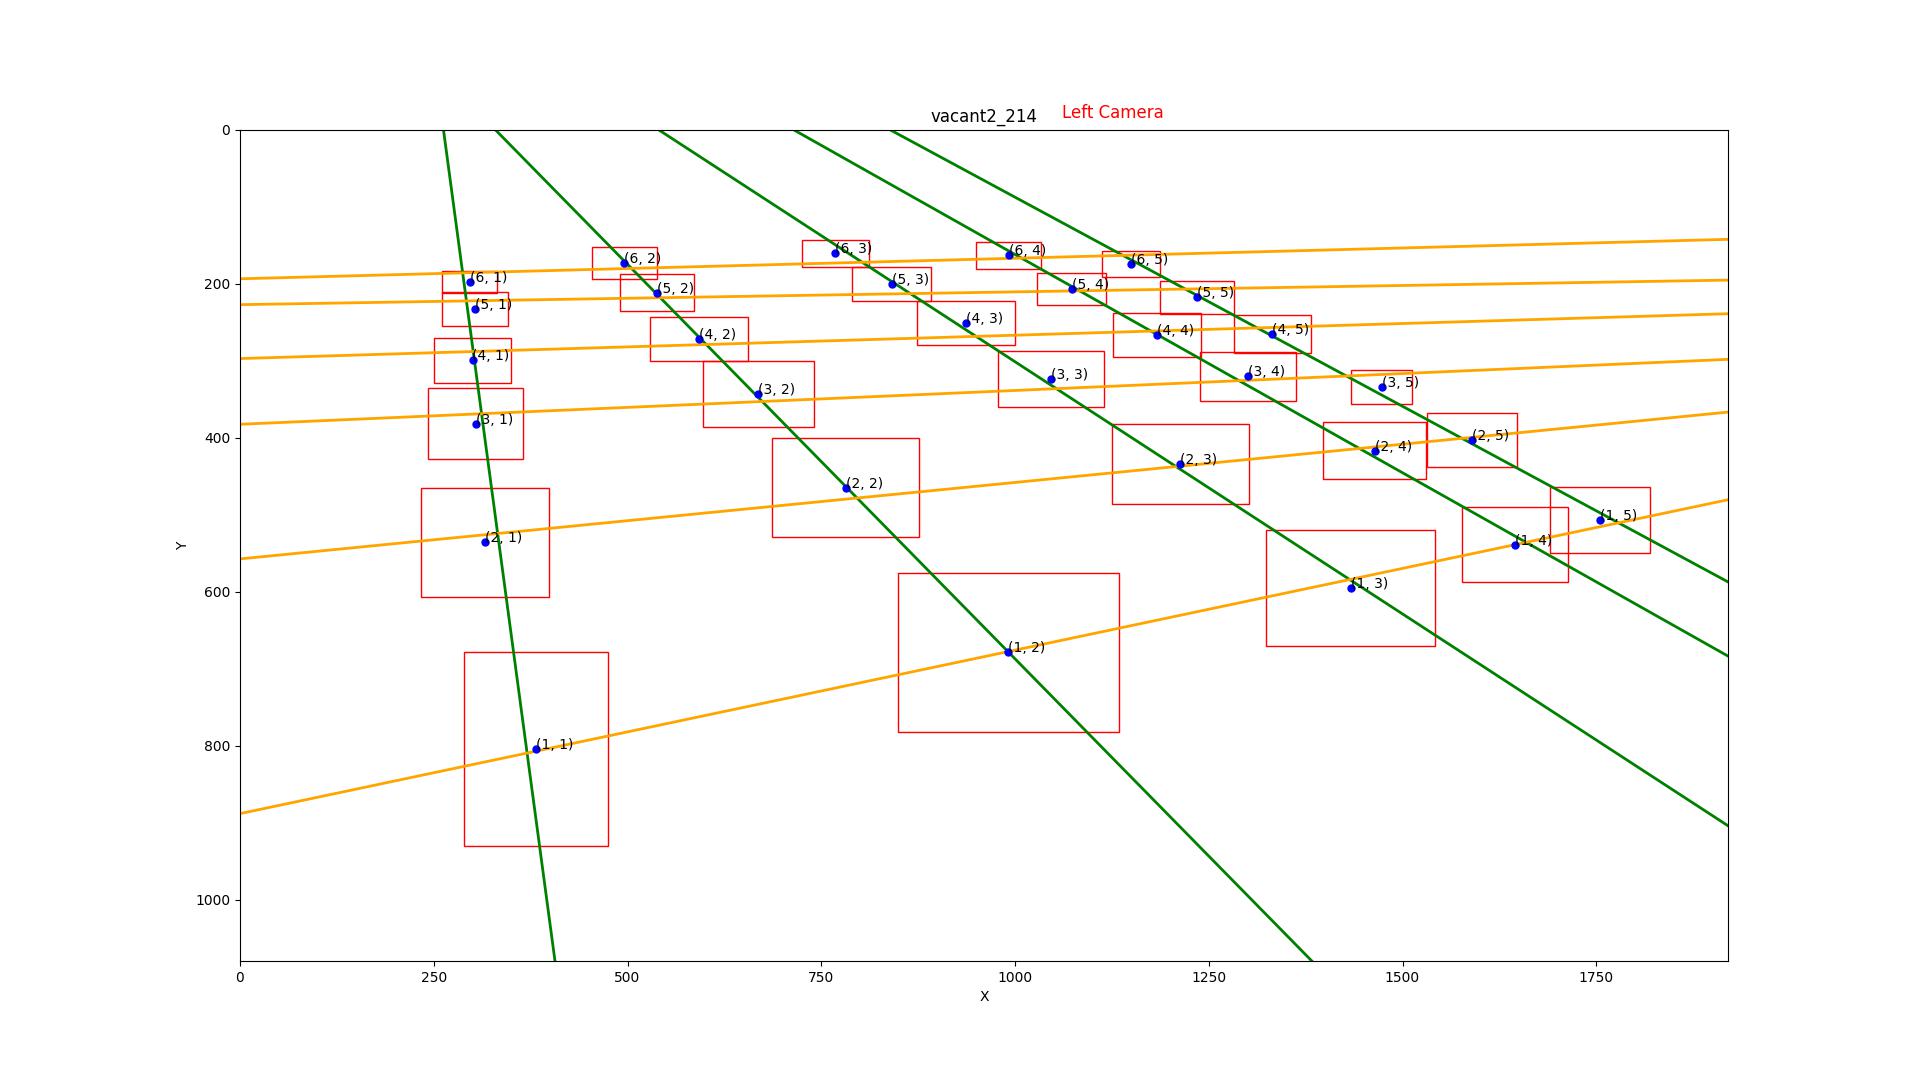 vacant2_214 Left Camera
0
(6, 3) (6, 4)
(6, 2) (6, 5)
200 (6, 1) (5, 2) (5, 3) (5, 4) (5, 5)
(5, 1)
(4, 2) (4, 3) (4, 4) (4, 5)
(4, 1)
(3, 2) (3, 3) (3, 4) (3, 5)
400 (3, 1)
(2, 2) (2, 3) (2, 4) (2, 5)
(2, 1) (1, 4) (1, 5)
Y
600 (1, 3)
(1, 2)
800 (1, 1)
1000
0 250 500 750 1000 1250 1500 1750
X